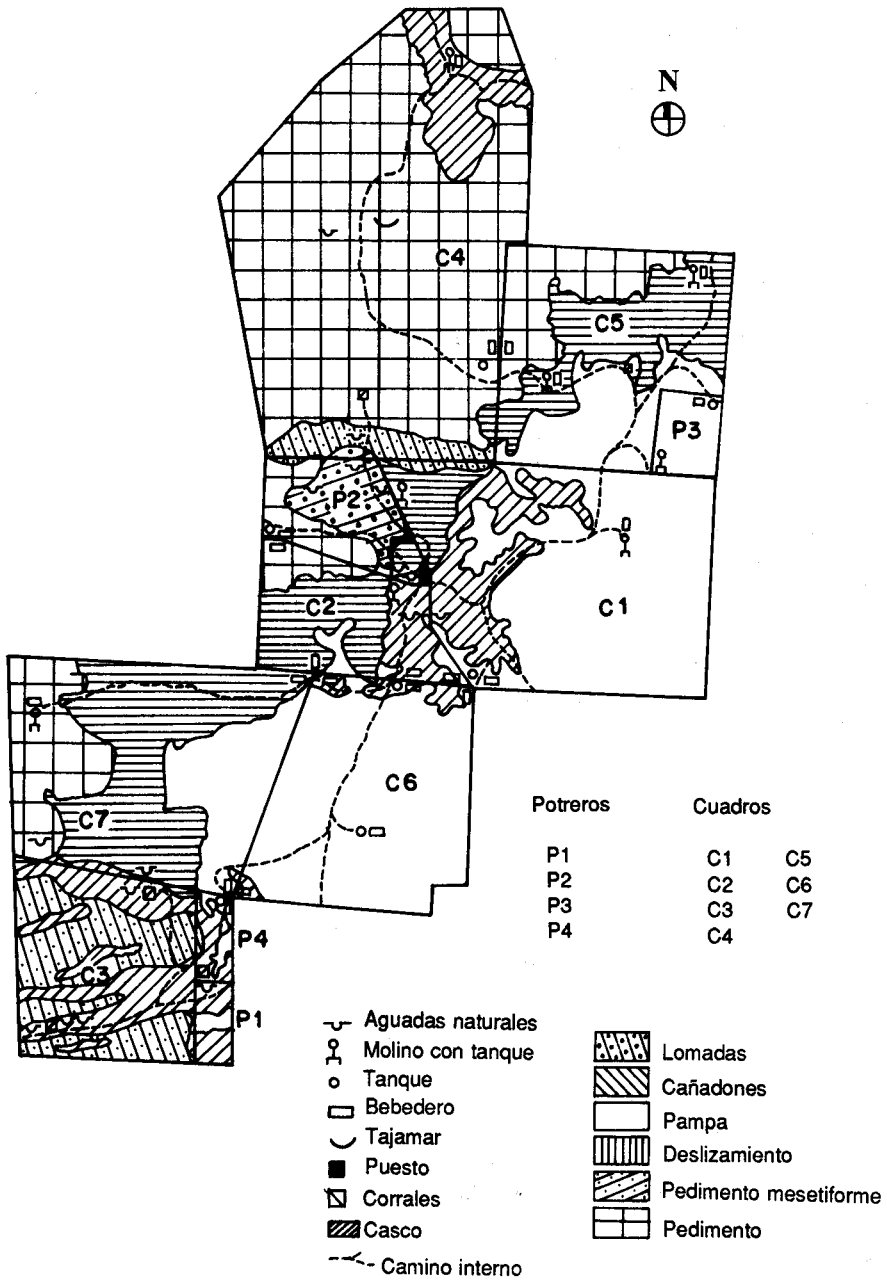 N
C4
C5
P3
P2
C1
C2
C6
C7
P4
C3
P1
Potreros Cuadros
P1 C1 C5
P2 C2 C6
P3 C3 C7
P4 C4
Aguadas naturales
Molino con tanque
Tanque
Bebedero
Tajamar
Puesto
Corrales
Casco
Camino interno
Lomadas
Cañadones
Pampa
Deslizamiento
Pedimento mesetiforme
Pedimento